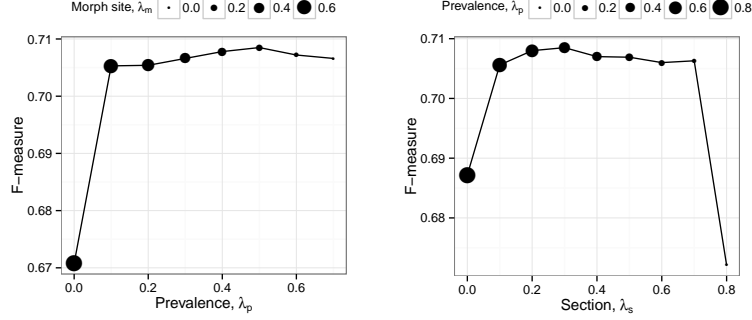 Morph site, λm 0.0 0.2 0.4 0.6
0.71
0.70
0.69
0.68
0.67
F−measure
0.0 0.2 0.4 0.6
Prevalence, λp
Prevalence, λp 0.0 0.2 0.4 0.6 0.8
0.71
0.70
0.69
0.68
F−measure
0.0 0.2 0.4 0.6 0.8
Section, λs